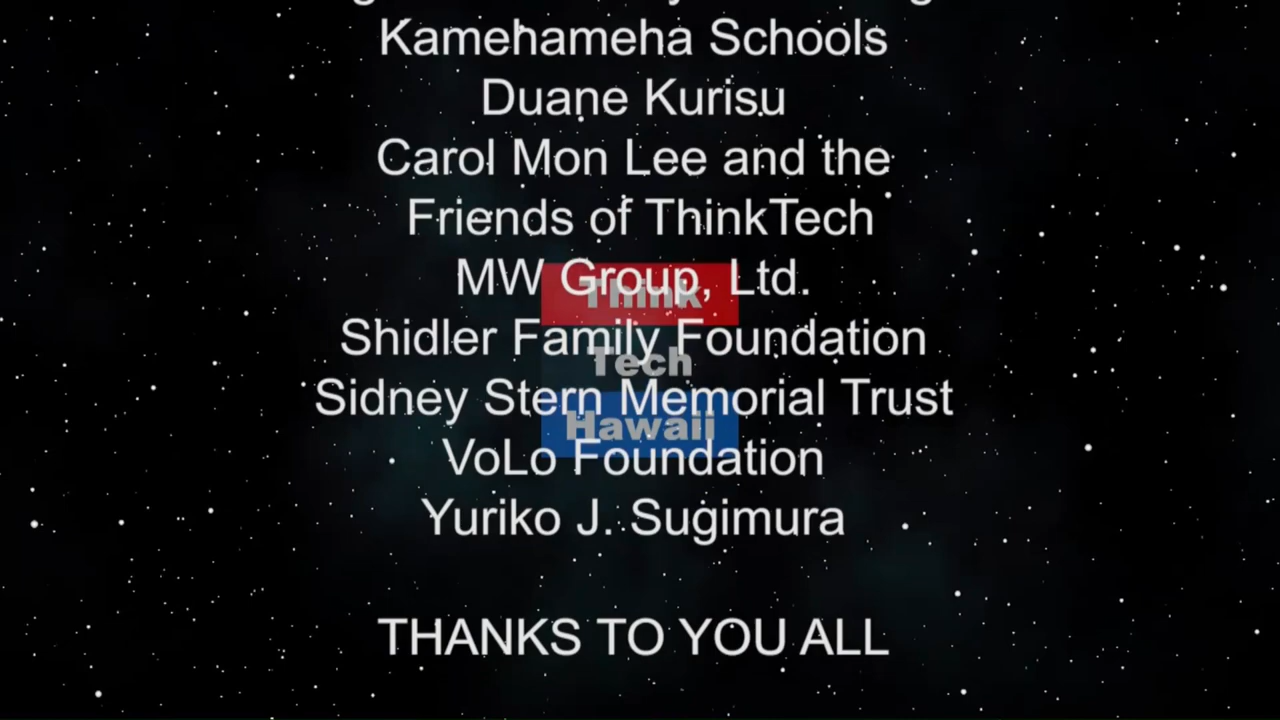 Kamehameha Schools
Duane Kurisu
Carol Mon Lee and the
Friends of ThinkTech
MW Group, Ltd.
Think
Shidler Family Foundation
Tech
Sidney Stern Memorial Trust
Hawaii
VoLo Foundation
Yuriko J. Sugimura
THANKS TO YOU ALL